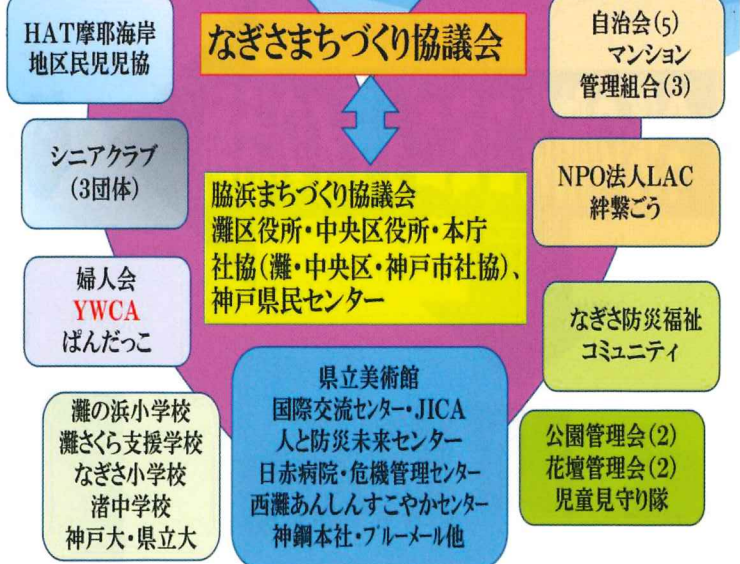 HAT摩耶海岸
地区民児児協
なぎさまちづくり協議会
自治会(5)
マンション
管理組合(3)
シニアクラブ
(3団体)
脇浜まちづくり協議会
灘区役所・中央区役所・本庁
社協(灘・中央区・神戸市社協)、
神戸県民センター
NPO法人LAC
絆繋ごう
婦人会
YWCA
ぱんだっこ
なぎさ防災福祉
コミュニティ
灘の浜小学校
灘さくら支援学校
なぎさ小学校
渚中学校
神戸大・県立大
県立美術館
国際交流センター・JICA
人と防災未来センター
日赤病院・危機管理センター
西灘あんしんすこやかセンター
神鋼本社・ブルーメール他
公園管理会(2)
花壇管理会(2)
児童見守り隊